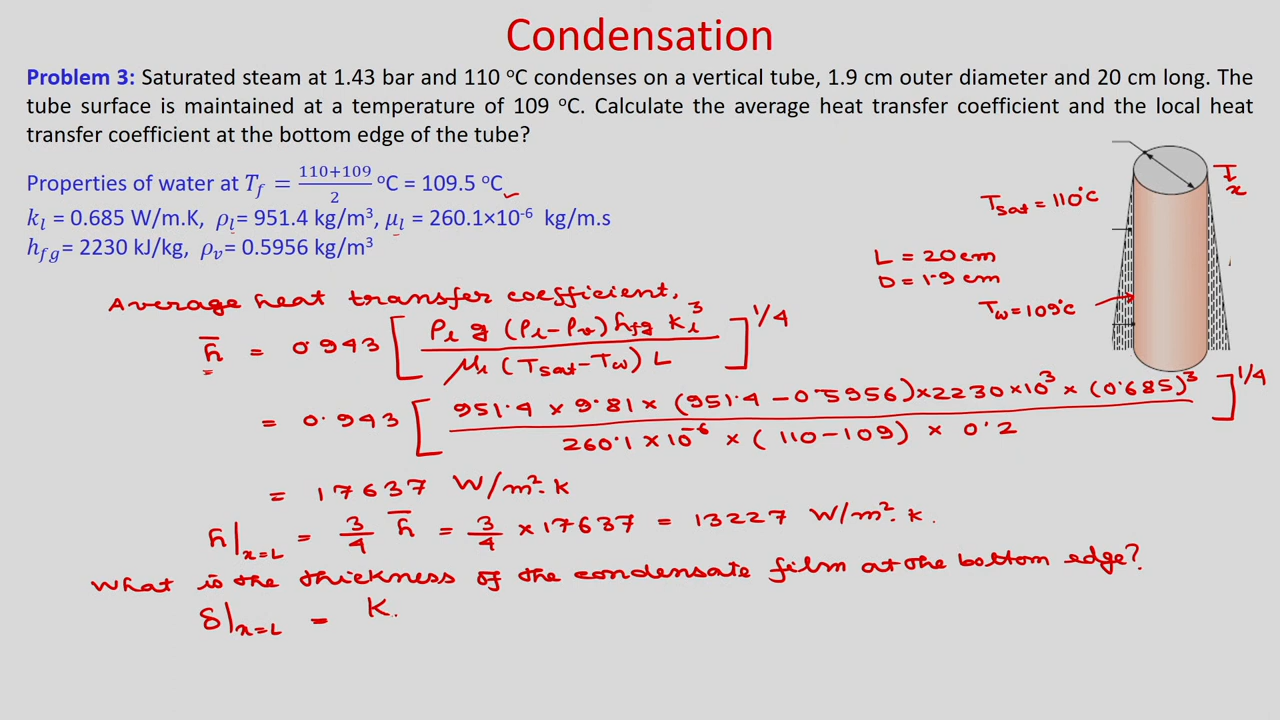 Condensation
Problem 3: Saturated steam at 1.43 bar and 110 ºC condenses on a vertical tube, 1.9 cm outer diameter and 20 cm long. The
tube surface is maintained at a temperature of 109 ºC. Calculate the average heat transfer coefficient and the local heat
transfer coefficient at the bottom edge of the tube?
Properties of water at T_f = (110+109)/2 ºC = 109.5 ºC
k_l = 0.685 W/m.K, ρ_l= 951.4 kg/m³, μ_l = 260.1×10⁻⁶ kg/m.s
h_fg= 2230 kJ/kg, ρ_v= 0.5956 kg/m³
T_sat = 110°C
x
L = 20 cm
D = 1.9 cm
T_w = 109°C
Average heat transfer coefficient,
h̄ = 0.943 [ρ_l g (ρ_l - ρ_v) h_fg k_l³ / μ_l (T_sat - T_w) L]^1/4
= 0.943 [951.4 × 9.81 × (951.4 - 0.5956) × 2230 × 10³ × (0.685)³ / 260.1 × 10⁻⁶ × (110 - 109) × 0.2]^1/4
= 17637 W/m².K
h|x=L = 3/4 h̄ = 3/4 × 17637 = 13227 W/m².K.
What is the thickness of the condensate film at the bottom edge?
δ|x=L = K